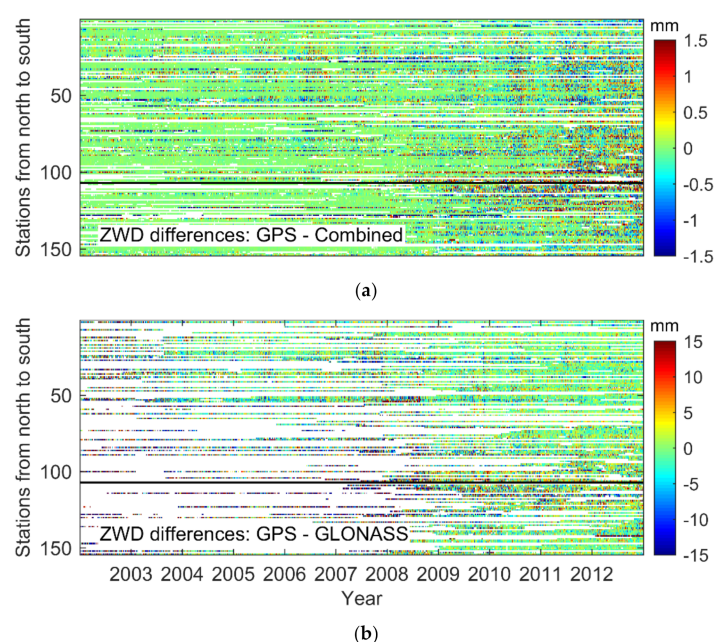 mm
Stations from north to south
50
100
150
1.5
1
0.5
0
-0.5
-1
-1.5
ZWD differences: GPS - Combined
(a)
mm
Stations from north to south
50
100
150
15
10
5
0
-5
-10
-15
ZWD differences: GPS - GLONASS
2003 2004 2005 2006 2007 2008 2009 2010 2011 2012
Year
(b)